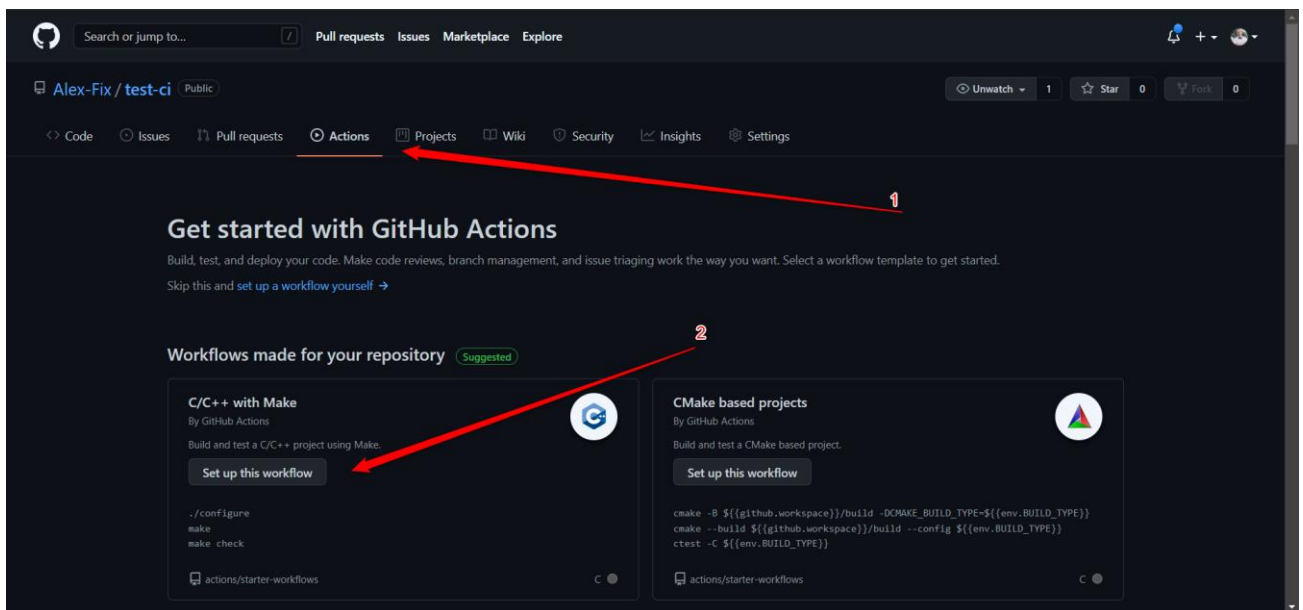 Search or jump to... / Pull requests Issues Marketplace Explore
Alex-Fix / test-ci Public Unwatch 1 Star 0 Fork 0
Code Issues Pull requests Actions Projects Wiki Security Insights Settings
1
Get started with GitHub Actions
Build, test, and deploy your code. Make code reviews, branch management, and issue triaging work the way you want. Select a workflow template to get started.
Skip this and set up a workflow yourself →
2
Workflows made for your repository Suggested
C/C++ with Make
By GitHub Actions
Build and test a C/C++ project using Make.
Set up this workflow
./configure
make
make check
actions/starter-workflows C
CMake based projects
By GitHub Actions
Build and test a CMake based project.
Set up this workflow
cmake -B ${{github.workspace}}/build -DCMAKE_BUILD_TYPE=${{env.BUILD_TYPE}}
cmake --build ${{github.workspace}}/build --config ${{env.BUILD_TYPE}}
ctest -C ${{env.BUILD_TYPE}}
actions/starter-workflows C